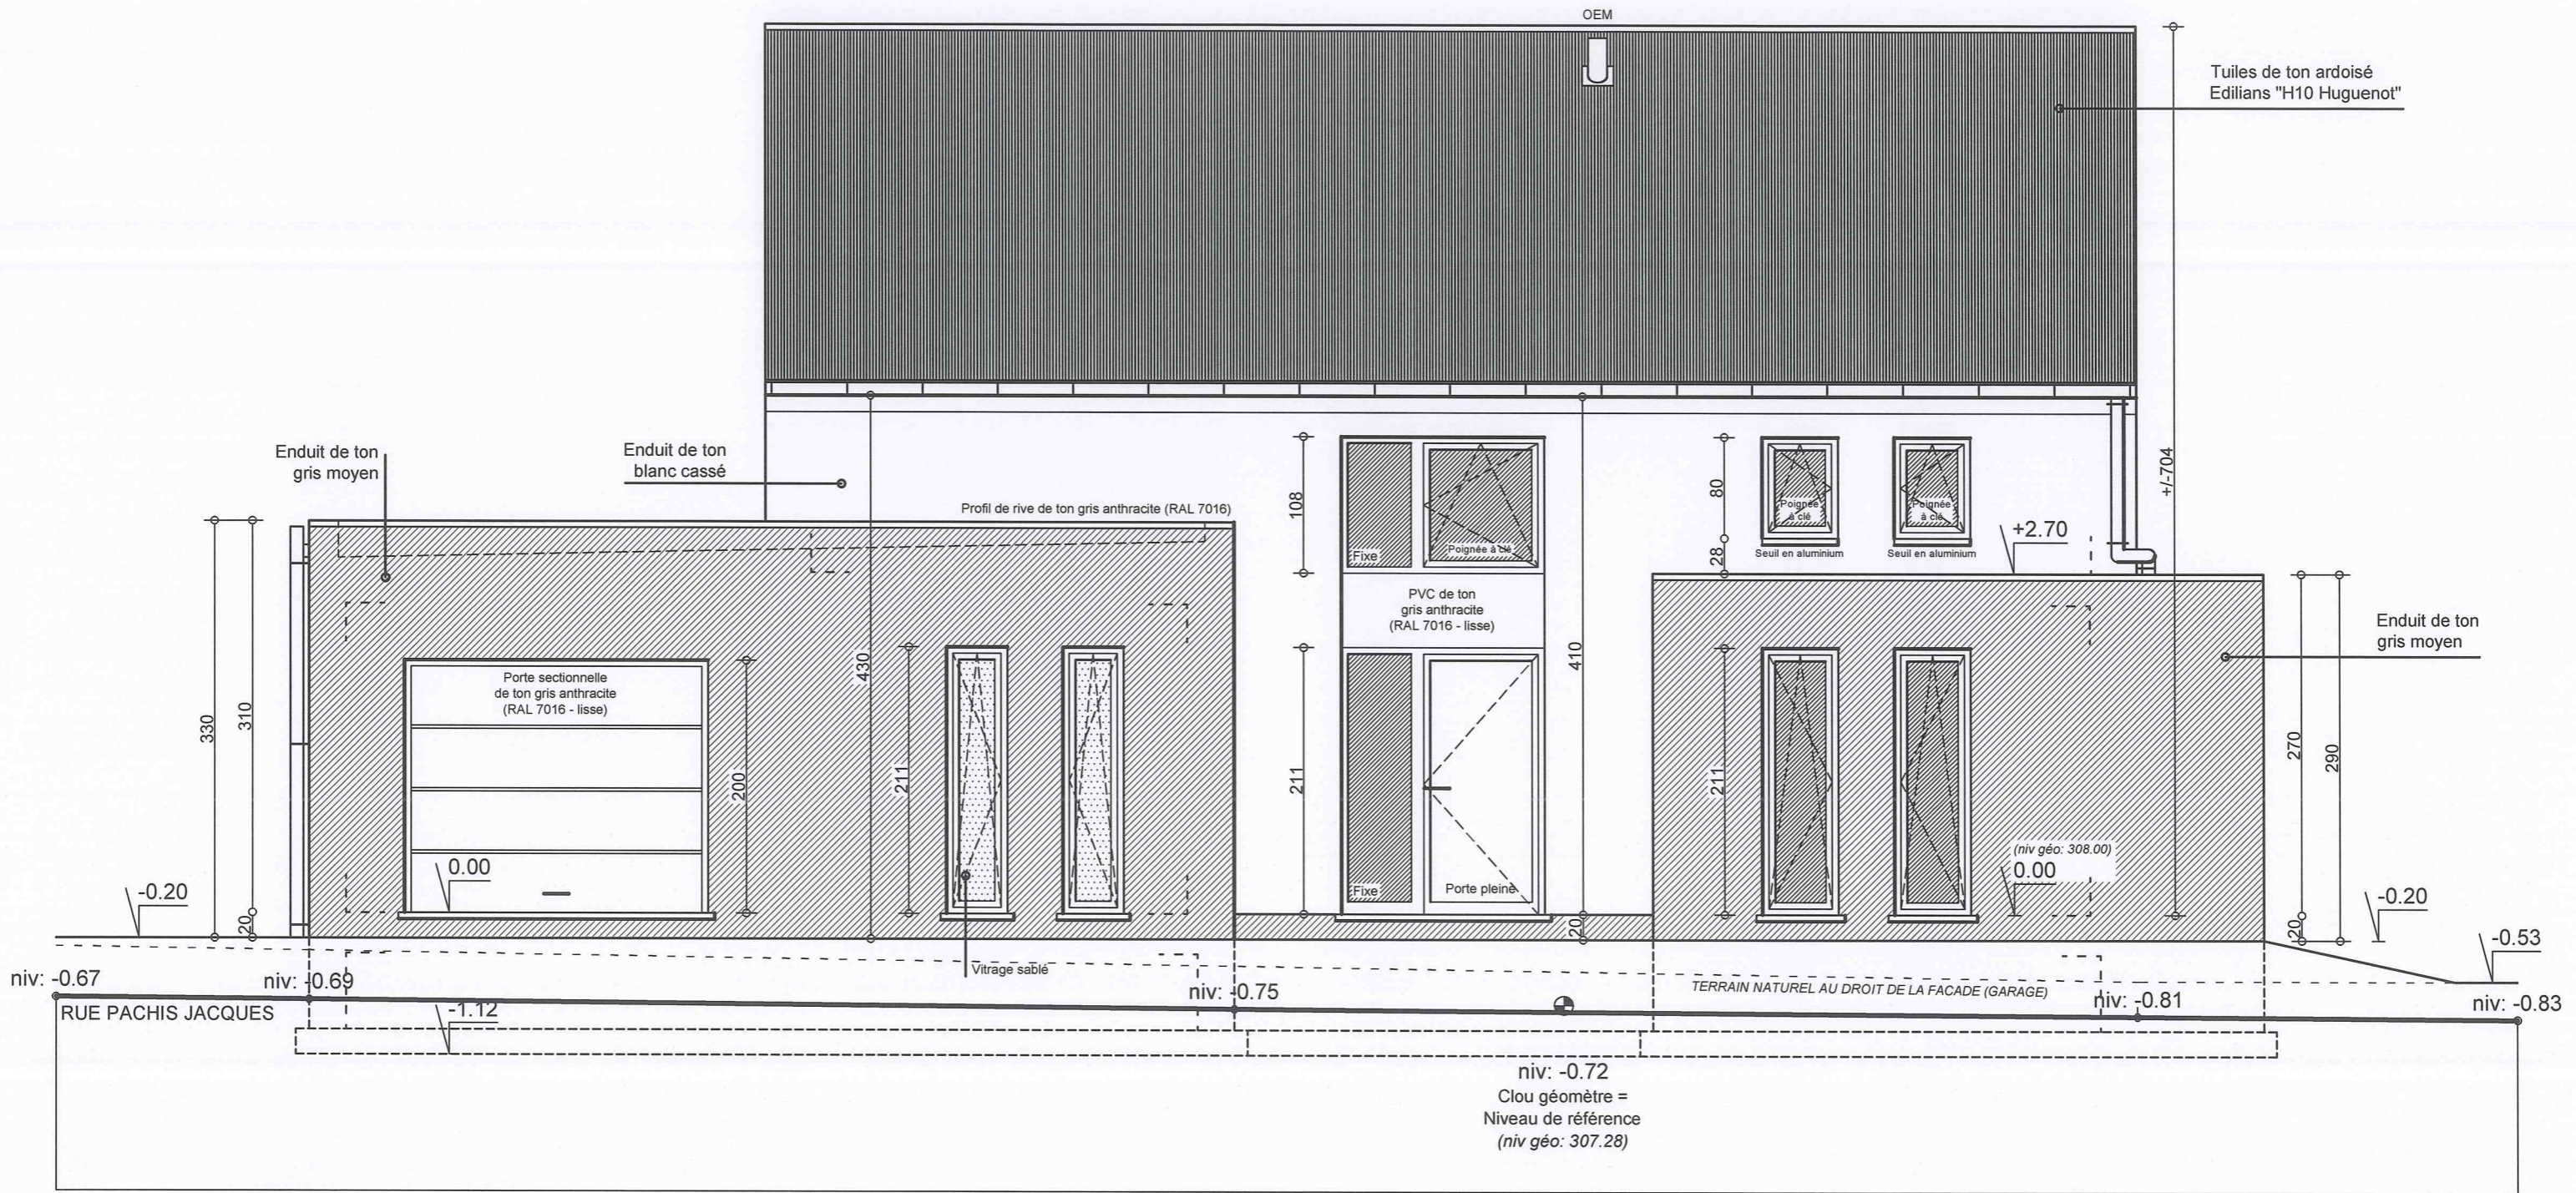 OEM
Tuiles de ton ardoisé
Edilians "H10 Huguenot"
Enduit de ton
gris moyen
Enduit de ton
blanc cassé
Profil de rive de ton gris anthracite (RAL 7016)
108
80
28
+/-704
Fixe
Poignée à clé
Poignée
à clé
Poignée
à clé
Seuil en aluminium
Seuil en aluminium
+2.70
PVC de ton
gris anthracite
(RAL 7016 - lisse)
Enduit de ton
gris moyen
Porte sectionnelle
de ton gris anthracite
(RAL 7016 - lisse)
330
310
20
200
430
211
211
410
20
211
270
290
20
0.00
-0.20
Fixe
Porte pleine
(niv géo: 308.00)
0.00
-0.20
-0.53
Vitrage sablé
niv: -0.67
niv: -0.69
niv: -0.75
TERRAIN NATUREL AU DROIT DE LA FACADE (GARAGE)
niv: -0.81
niv: -0.83
RUE PACHIS JACQUES
-1.12
niv: -0.72
Clou géomètre =
Niveau de référence
(niv géo: 307.28)